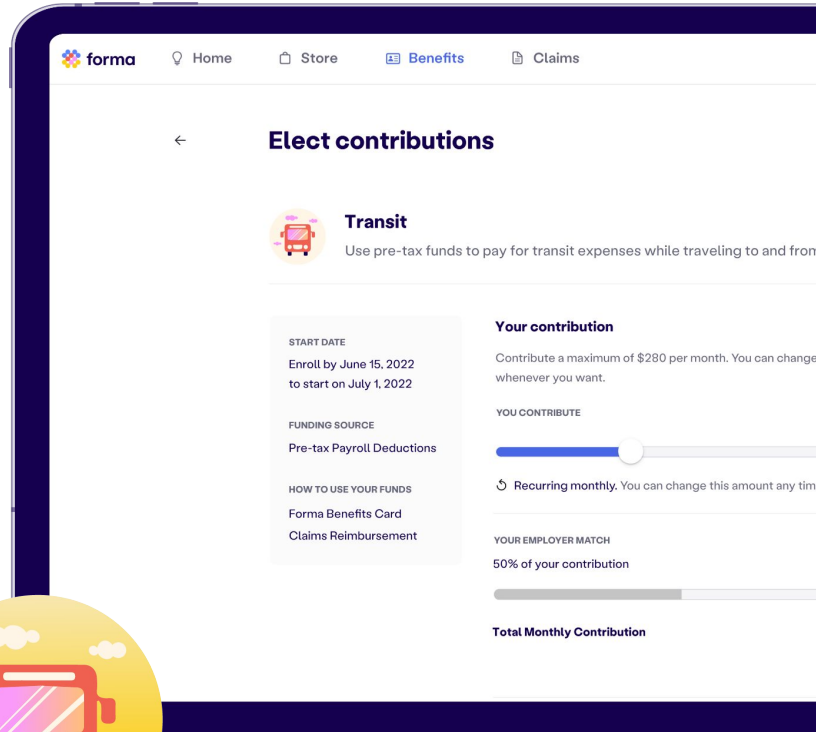 forma
Home
Store
Benefits
Claims
Elect contributions
Transit
Use pre-tax funds to pay for transit expenses while traveling to and from
START DATE
Enroll by June 15, 2022
to start on July 1, 2022
FUNDING SOURCE
Pre-tax Payroll Deductions
HOW TO USE YOUR FUNDS
Forma Benefits Card
Claims Reimbursement
Your contribution
Contribute a maximum of $280 per month. You can change
whenever you want.
YOU CONTRIBUTE
Recurring monthly. You can change this amount any tim
YOUR EMPLOYER MATCH
50% of your contribution
Total Monthly Contribution